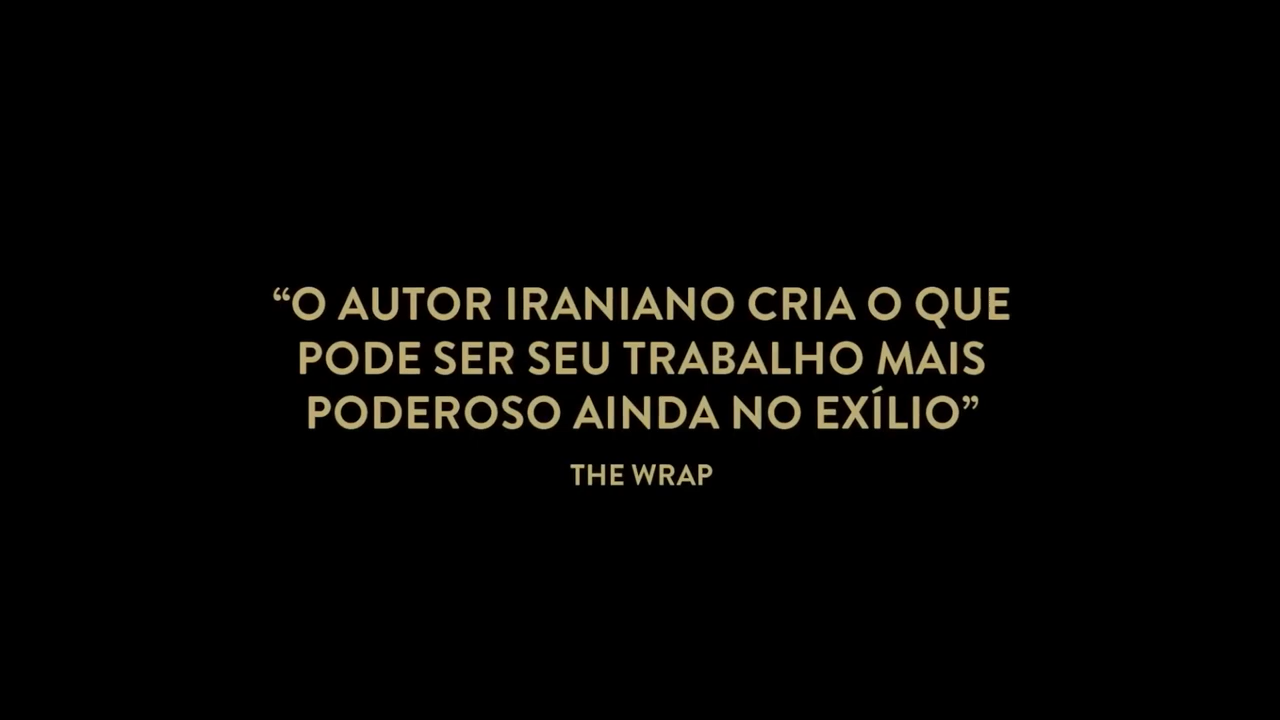 “O AUTOR IRANIANO CRIA O QUE
PODE SER SEU TRABALHO MAIS
PODEROSO AINDA NO EXÍLIO”
THE WRAP